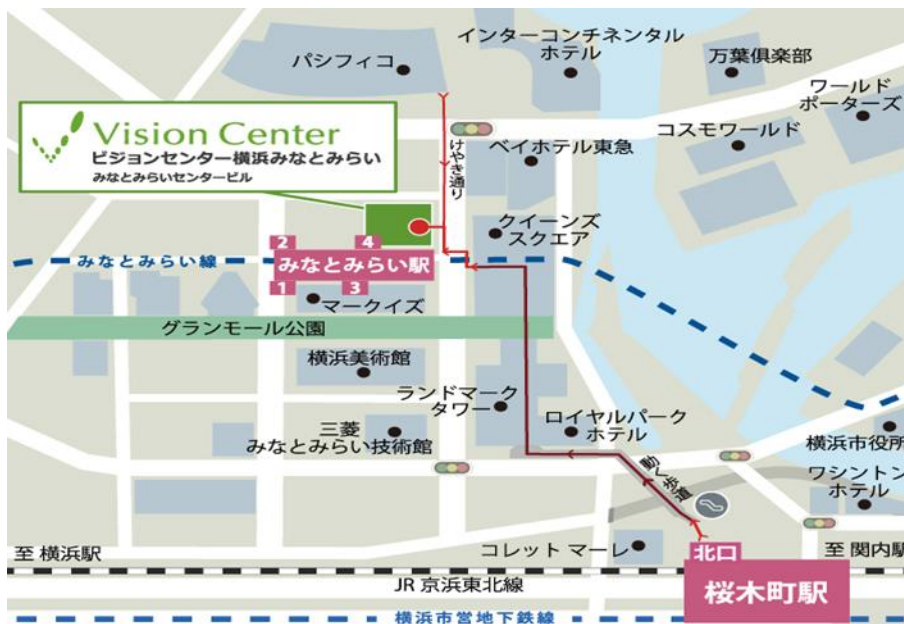 パシフィコ
インターコンチネンタル
ホテル
万葉倶楽部
ワールド
ポーターズ
コスモワールド
Vision Center
ビジョンセンター横浜みなとみらい
みなとみらいセンタービル
けやき通り
ベイホテル東急
クイーンズ
スクエア
2
4
みなとみらい線
みなとみらい駅
1
3
マークイズ
グランモール公園
横浜美術館
ランドマーク
タワー
三菱
みなとみらい技術館
ロイヤルパーク
ホテル
横浜市役所
動く歩道
ワシントン
ホテル
至 横浜駅
コレット マーレ
北口
至 関内駅
桜木町駅
JR 京浜東北線
横浜市営地下鉄線